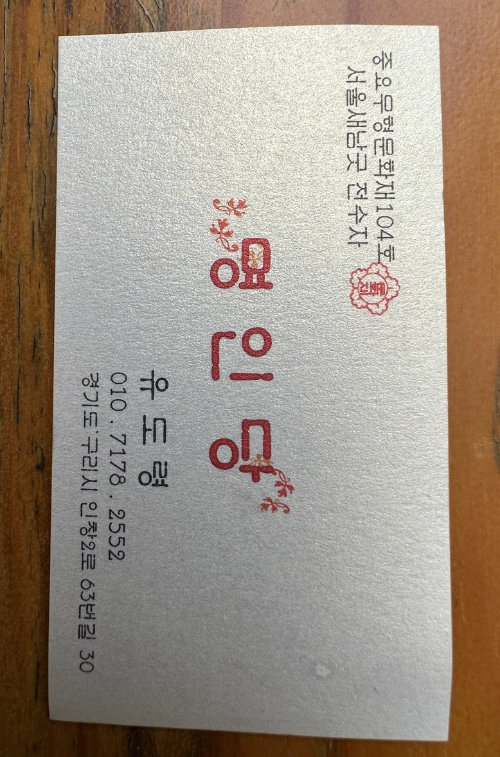 중요무형문화재104호
서울새남굿 전수자
명인당
유도령
010 . 7178 . 2552
경기도 구리시 인창2로 63번길 30